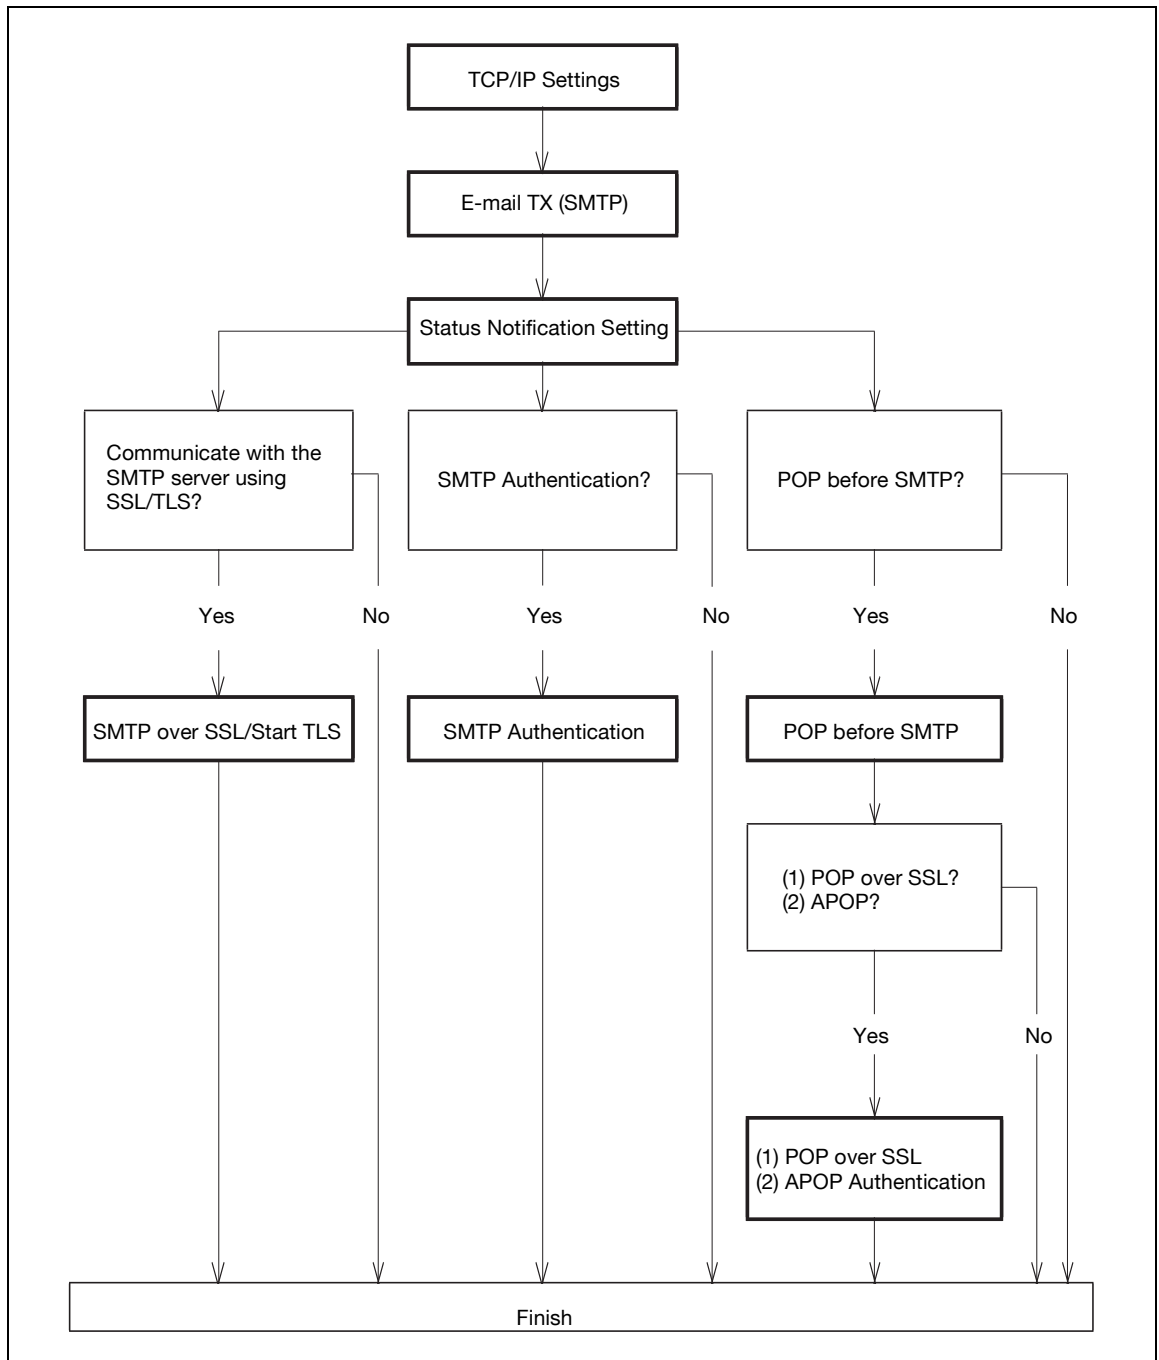 TCP/IP Settings
E-mail TX (SMTP)
Status Notification Setting
Communicate with the
SMTP server using
SSL/TLS?
SMTP Authentication?
POP before SMTP?
Yes
No
Yes
No
Yes
No
SMTP over SSL/Start TLS
SMTP Authentication
POP before SMTP
(1) POP over SSL?
(2) APOP?
Yes
No
(1) POP over SSL
(2) APOP Authentication
Finish